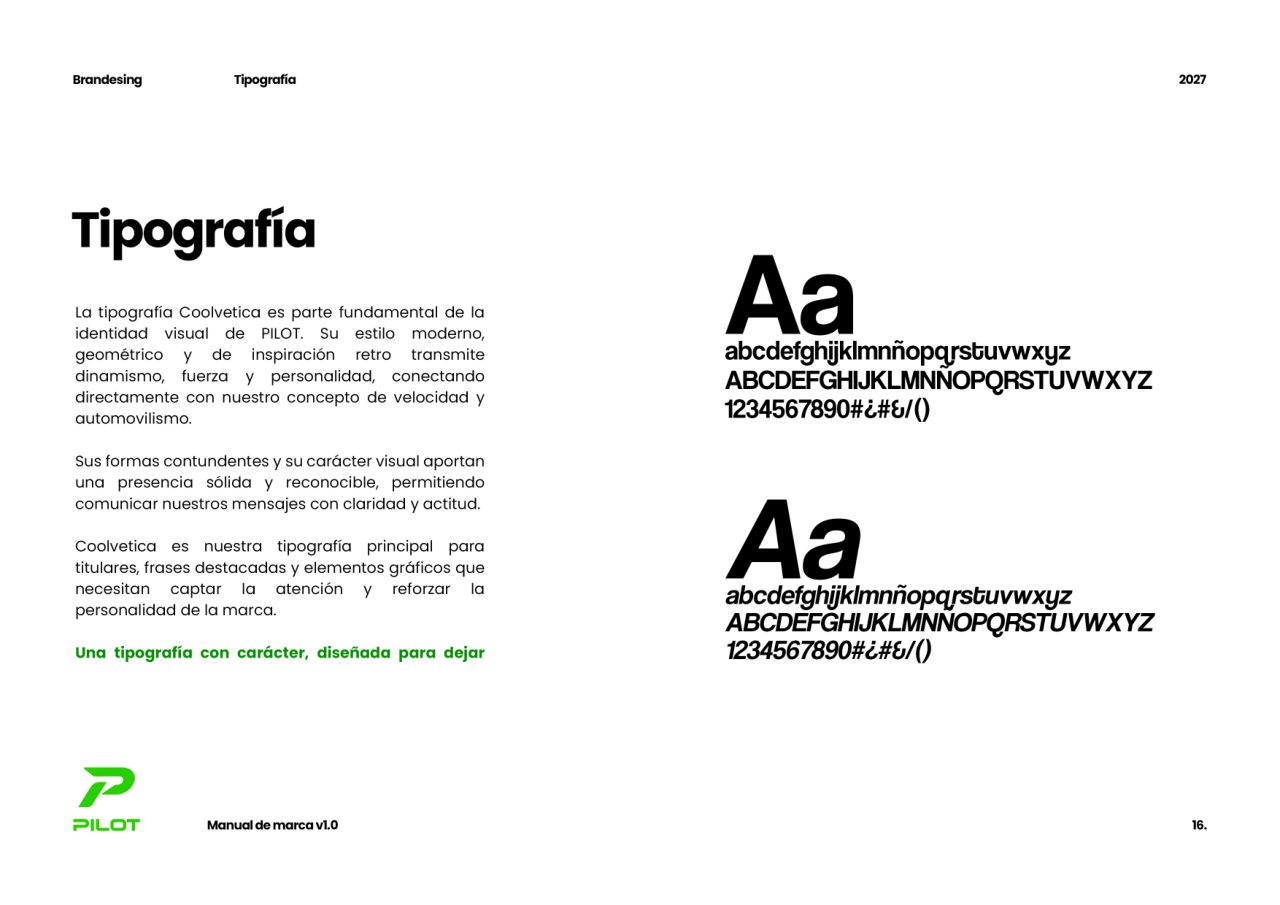 Brandesing
Tipografía
2027
Tipografía
La tipografía Coolvetica es parte fundamental de la
identidad visual de PILOT. Su estilo moderno,
geométrico y de inspiración retro transmite
dinamismo, fuerza y personalidad, conectando
directamente con nuestro concepto de velocidad y
automovilismo.
Sus formas contundentes y su carácter visual aportan
una presencia sólida y reconocible, permitiendo
comunicar nuestros mensajes con claridad y actitud.
Coolvetica es nuestra tipografía principal para
titulares, frases destacadas y elementos gráficos que
necesitan captar la atención y reforzar la
personalidad de la marca.
Una tipografía con carácter, diseñada para dejar
Aa
abcdefghijklmnñopqrstuvwxyz
ABCDEFGHIJKLMNÑOPQRSTUVWXYZ
1234567890#¿#&/()
Aa
abcdefghijklmnñopqrstuvwxyz
ABCDEFGHIJKLMNÑOPQRSTUVWXYZ
1234567890#¿#&/()
PILOT
Manual de marca v1.0
16.